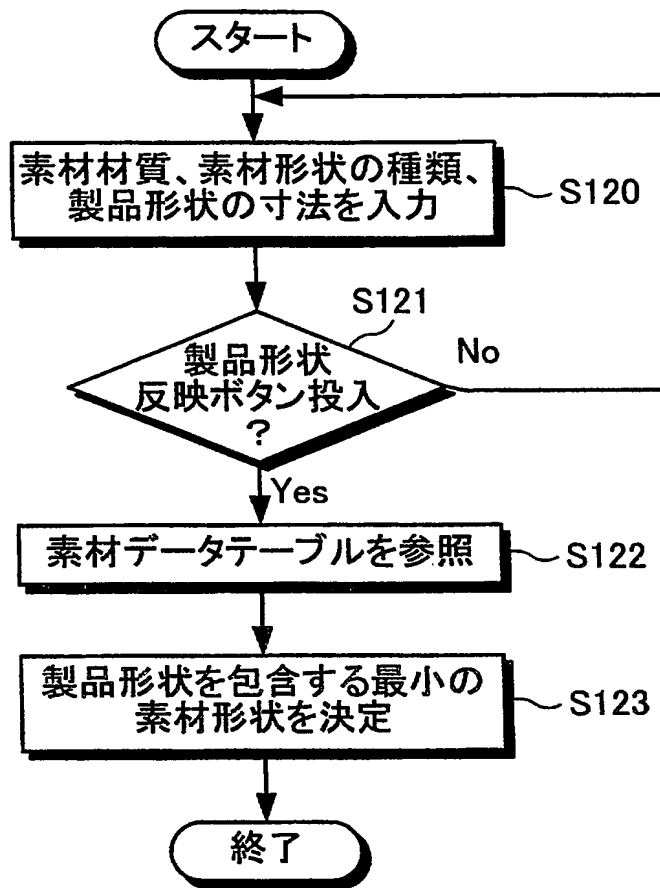 スタート
素材材質、素材形状の種類、
製品形状の寸法を入力
S120
S121
製品形状
反映ボタン投入
?
No
Yes
素材データテーブルを参照
S122
製品形状を包含する最小の
素材形状を決定
S123
終了